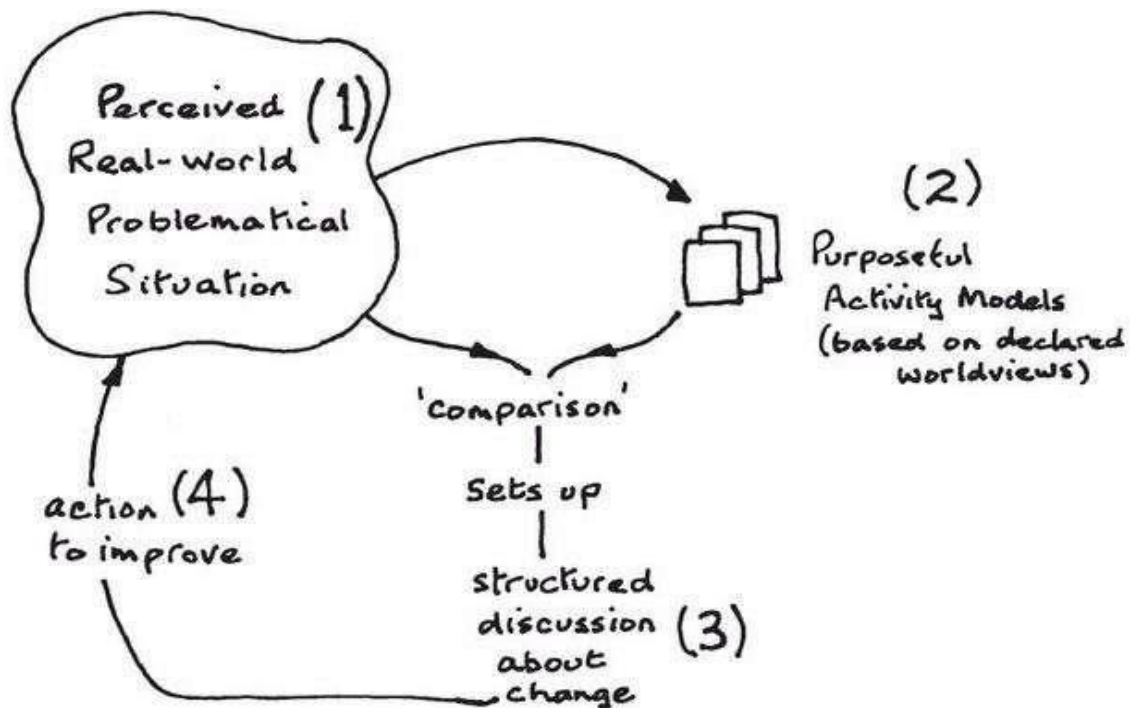 Perceived (1)
Real-world
Problematical
Situation
(2)
Purposeful
Activity Models
(based on declared
worldviews)
'comparison'
Sets up
structured
discussion (3)
about
change
action (4)
to improve